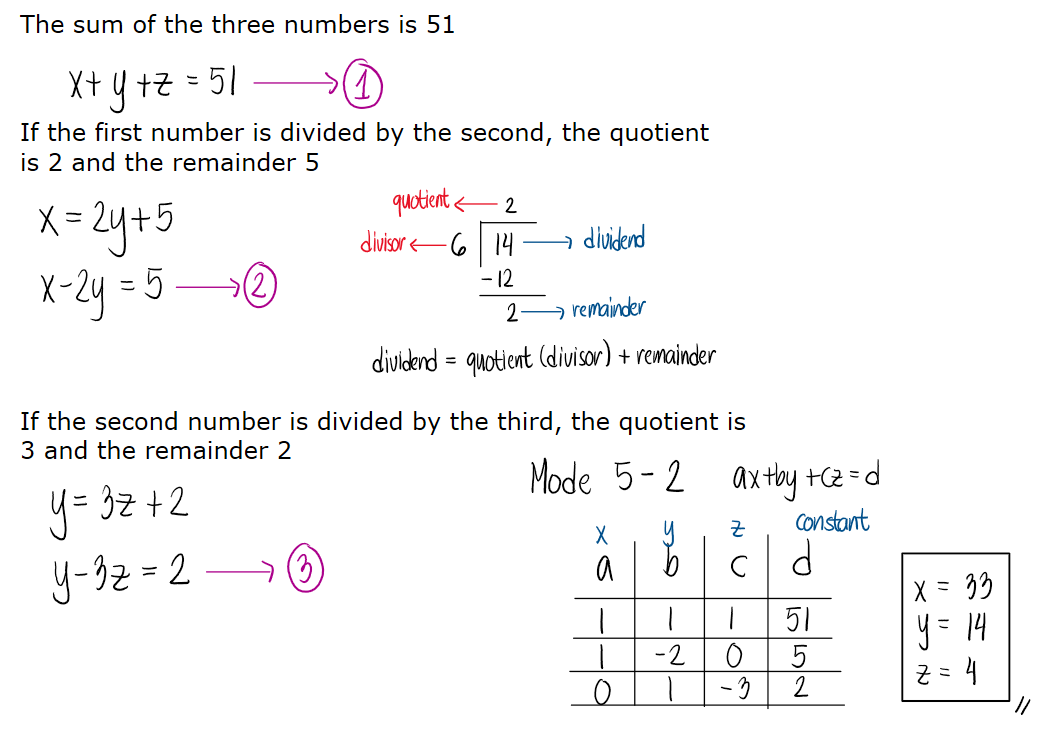 The sum of the three numbers is 51
x+y+z = 51 → ①
If the first number is divided by the second, the quotient
is 2 and the remainder 5
x = 2y+5
x-2y = 5 → ②
quotient ← 2
divisor ← 6 14 → dividend
-12
2 → remainder
dividend = quotient (divisor) + remainder
If the second number is divided by the third, the quotient is
3 and the remainder 2
y = 3z +2
y-3z = 2 → ③
Mode 5-2 ax+by+cz=d
x y z constant
a b c d
1 1 1 51
1 -2 0 5
0 1 -3 2
x = 33
y = 14
z = 4
//